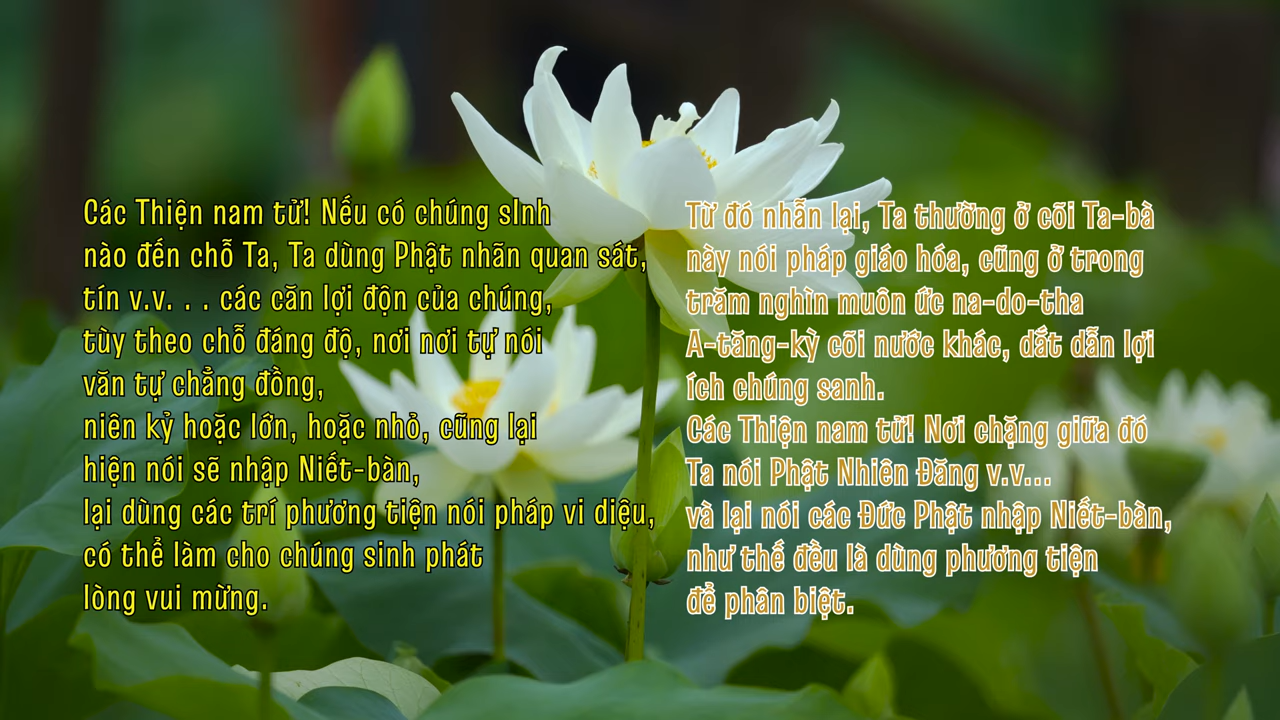 Các Thiện nam tử! Nếu có chúng sInh
nào đến chỗ Ta, Ta dùng Phật nhãn quan sát,
tín v.v. . . các căn lợi độn của chúng,
tùy theo chỗ đáng độ, nơi nơi tự nói
văn tự chẳng đồng,
niên kỷ hoặc lớn, hoặc nhỏ, cũng lại
hiện nói sẽ nhập Niết-bàn,
lại dùng các trí phương tiện nói pháp vi diệu,
có thể làm cho chúng sinh phát
lòng vui mừng.
Từ đó nhẫn lại, Ta thường ở cõi Ta-bà
này nói pháp giáo hóa, cũng ở trong
trăm nghìn muôn ức na-do-tha
A-tăng-kỳ cõi nước khác, dắt dẫn lợi
ích chúng sanh.
Các Thiện nam tử! Nơi chặng giữa đó
Ta nói Phật Nhiên Đăng v.v...
và lại nói các Đức Phật nhập Niết-bàn,
như thế đều là dùng phương tiện
để phân biệt.